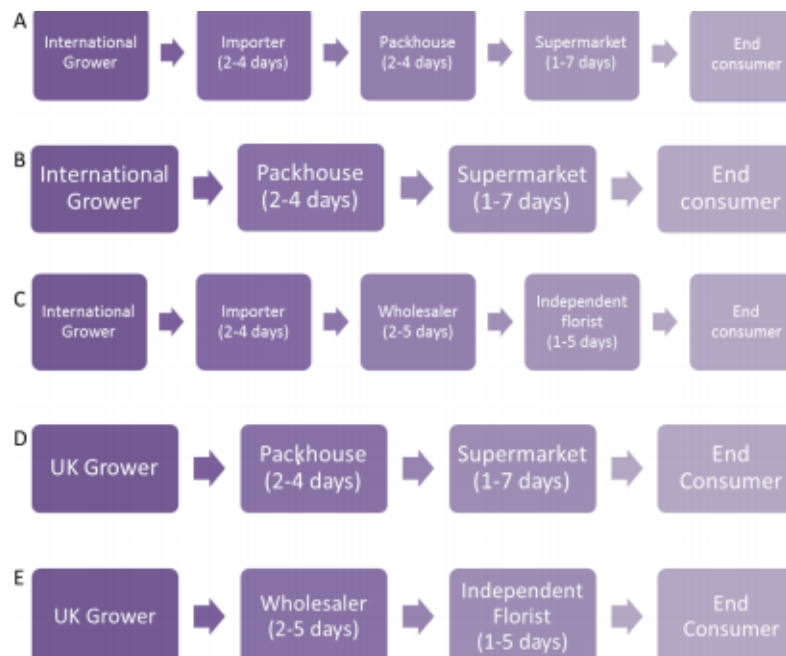 A
International
Grower
Importer
(2-4 days)
Packhouse
(2-4 days)
Supermarket
(1-7 days)
End
consumer
B
International
Grower
Packhouse
(2-4 days)
Supermarket
(1-7 days)
End
consumer
C
International
Grower
Importer
(2-4 days)
Wholesaler
(2-5 days)
Independent
florist
(1-5 days)
End
consumer
D
UK Grower
Packhouse
(2-4 days)
Supermarket
(1-7 days)
End
Consumer
E
UK Grower
Wholesaler
(2-5 days)
Independent
Florist
(1-5 days)
End
Consumer